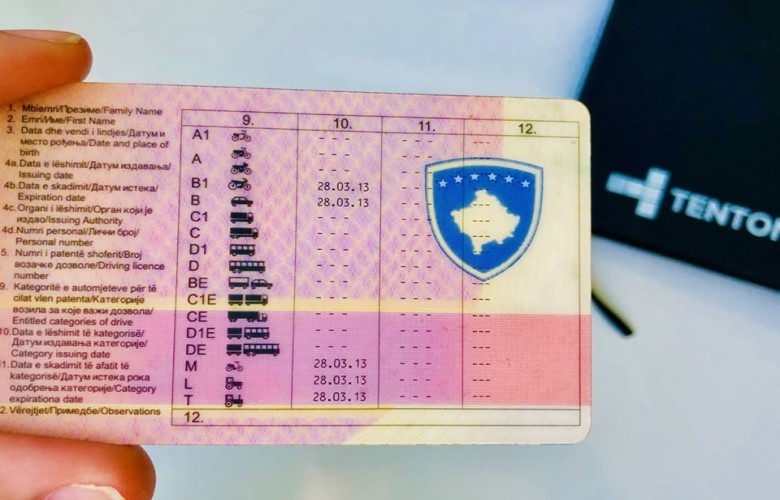 1. Mbiemri/Презиме/Family Name
2. Emri/Име/First Name
3. Data dhe vendi i lindjes/Датум и
место рођења/Date and place of
birth
4a.Data e lëshimit/Датум издавања/
Issuing date
4b.Data e skadimit/Датум истека/
Expiration date
4c.Organi i lëshimit/Орган који је
издао/Issuing Authority
4d.Numri personal/Лични број/
Personal number
5. Numri i patentë shoferit/Број
возачке дозволе/Driving licence
number
9. Kategoritë e automjeteve për të
cilat vlen patenta/Категорије
возила за које важи дозвола/
Entitled categories of drive
10.Data e lëshimit të kategorisë/
Датум издавања категорије/
Category issuing date
11.Data e skadimit të afatit të
kategorisë/Датум истека рока
одобрења категорије/Category
expirationa date
2.Vërejtjet/Примедбе/Observations
9. 10. 11. 12.
A1 --- --- ---
A --- --- ---
B1 28.03.13 --- ---
B 28.03.13 --- ---
C1 --- --- ---
C --- --- ---
D1 --- --- ---
D --- --- ---
BE --- --- ---
C1E --- --- ---
CE --- --- ---
D1E --- --- ---
DE --- --- ---
M 28.03.13 --- ---
L 28.03.13 --- ---
T 28.03.13 --- ---
12.